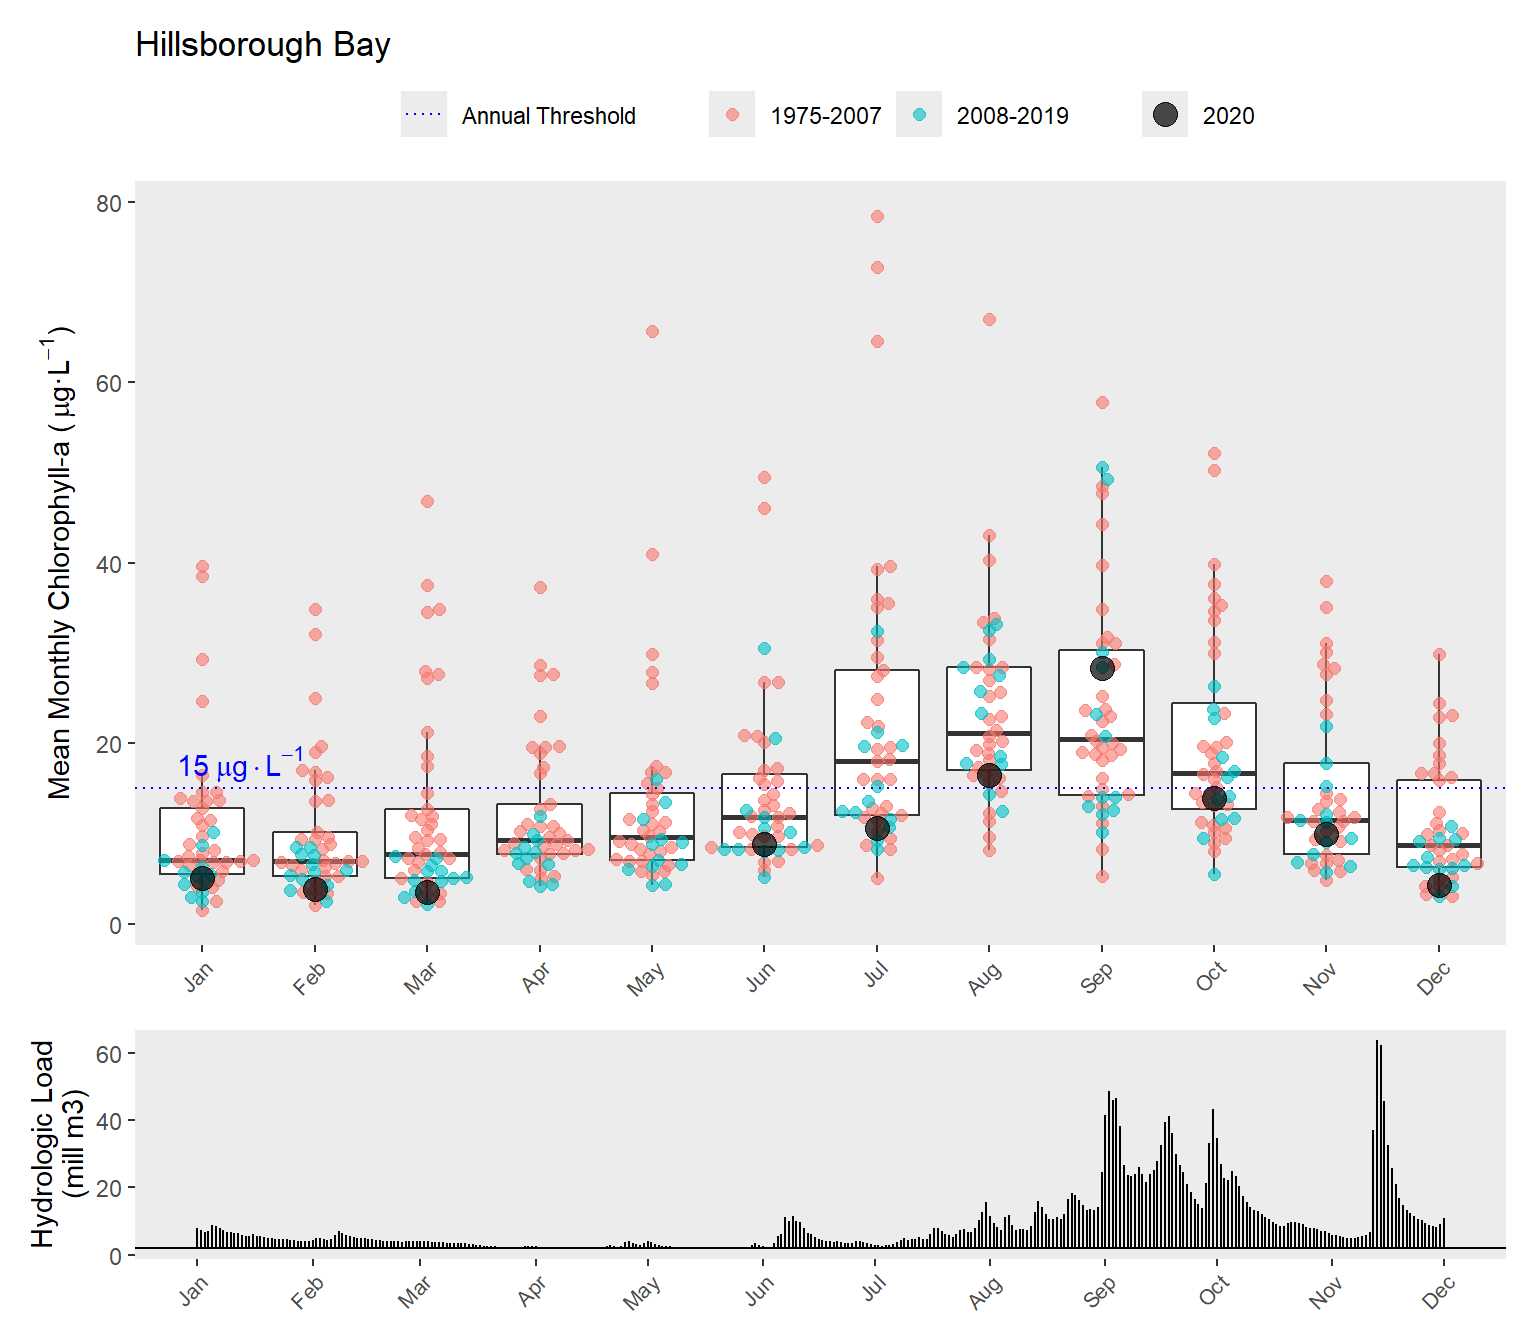 Hillsborough Bay
Annual Threshold
1975-2007
2008-2019
2020
Mean Monthly Chlorophyll-a ( µg·L⁻¹)
80
60
40
20
0
15 µg·L⁻¹
Jan
Feb
Mar
Apr
May
Jun
Jul
Aug
Sep
Oct
Nov
Dec
Hydrologic Load
(mill m3)
60
40
20
0
Jan
Feb
Mar
Apr
May
Jun
Jul
Aug
Sep
Oct
Nov
Dec